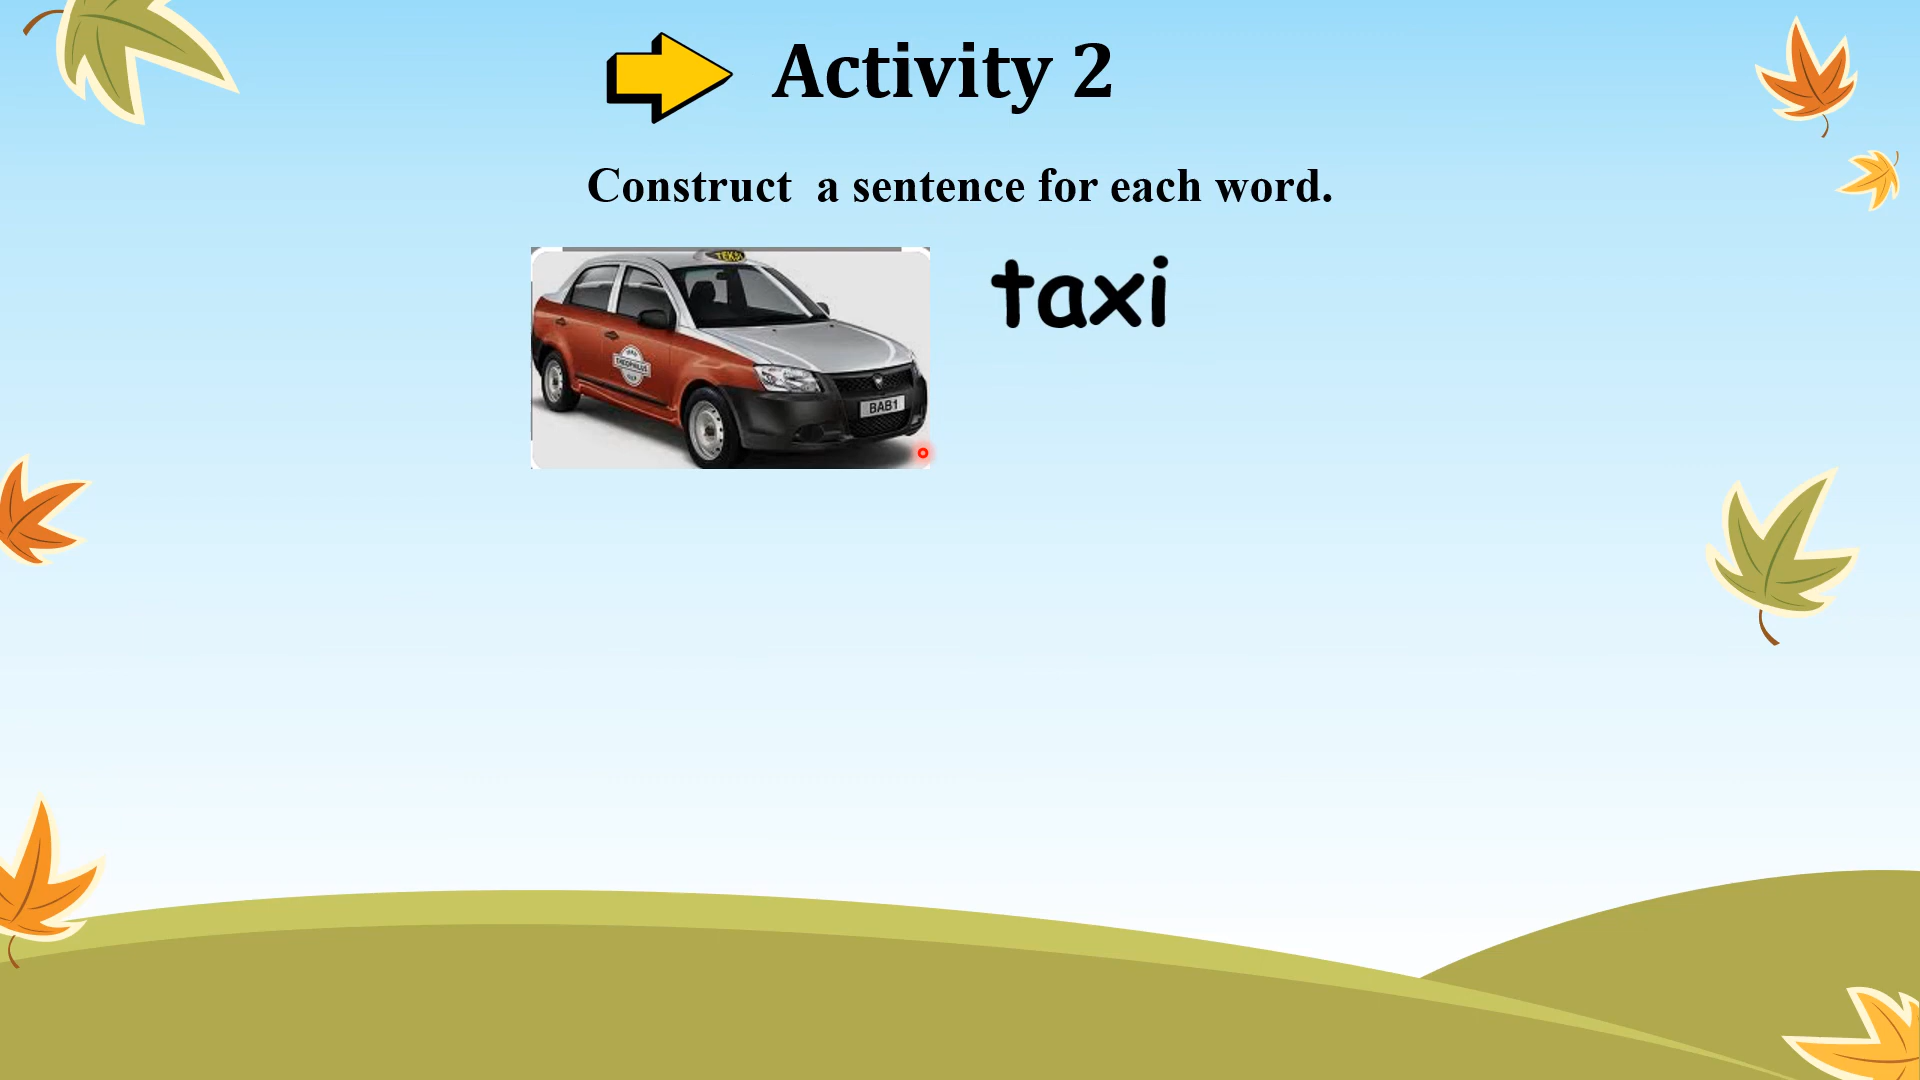 Activity 2
Construct  a sentence for each word.
TEKSI
taxi
BAB1